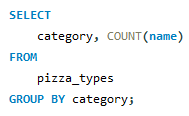 SELECT
category, COUNT(name)
FROM
pizza_types
GROUP BY category;